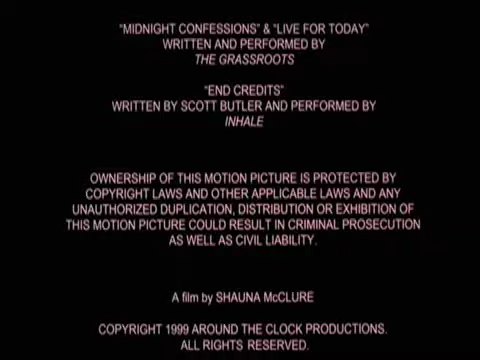 “MIDNIGHT CONFESSIONS” & “LIVE FOR TODAY”
WRITTEN AND PERFORMED BY
THE GRASSROOTS
“END CREDITS”
WRITTEN BY SCOTT BUTLER AND PERFORMED BY
INHALE
OWNERSHIP OF THIS MOTION PICTURE IS PROTECTED BY
COPYRIGHT LAWS AND OTHER APPLICABLE LAWS AND ANY
UNAUTHORIZED DUPLICATION, DISTRIBUTION OR EXHIBITION OF
THIS MOTION PICTURE COULD RESULT IN CRIMINAL PROSECUTION
AS WELL AS CIVIL LIABILITY.
A film by SHAUNA McCLURE
COPYRIGHT 1999 AROUND THE CLOCK PRODUCTIONS.
ALL RIGHTS RESERVED.